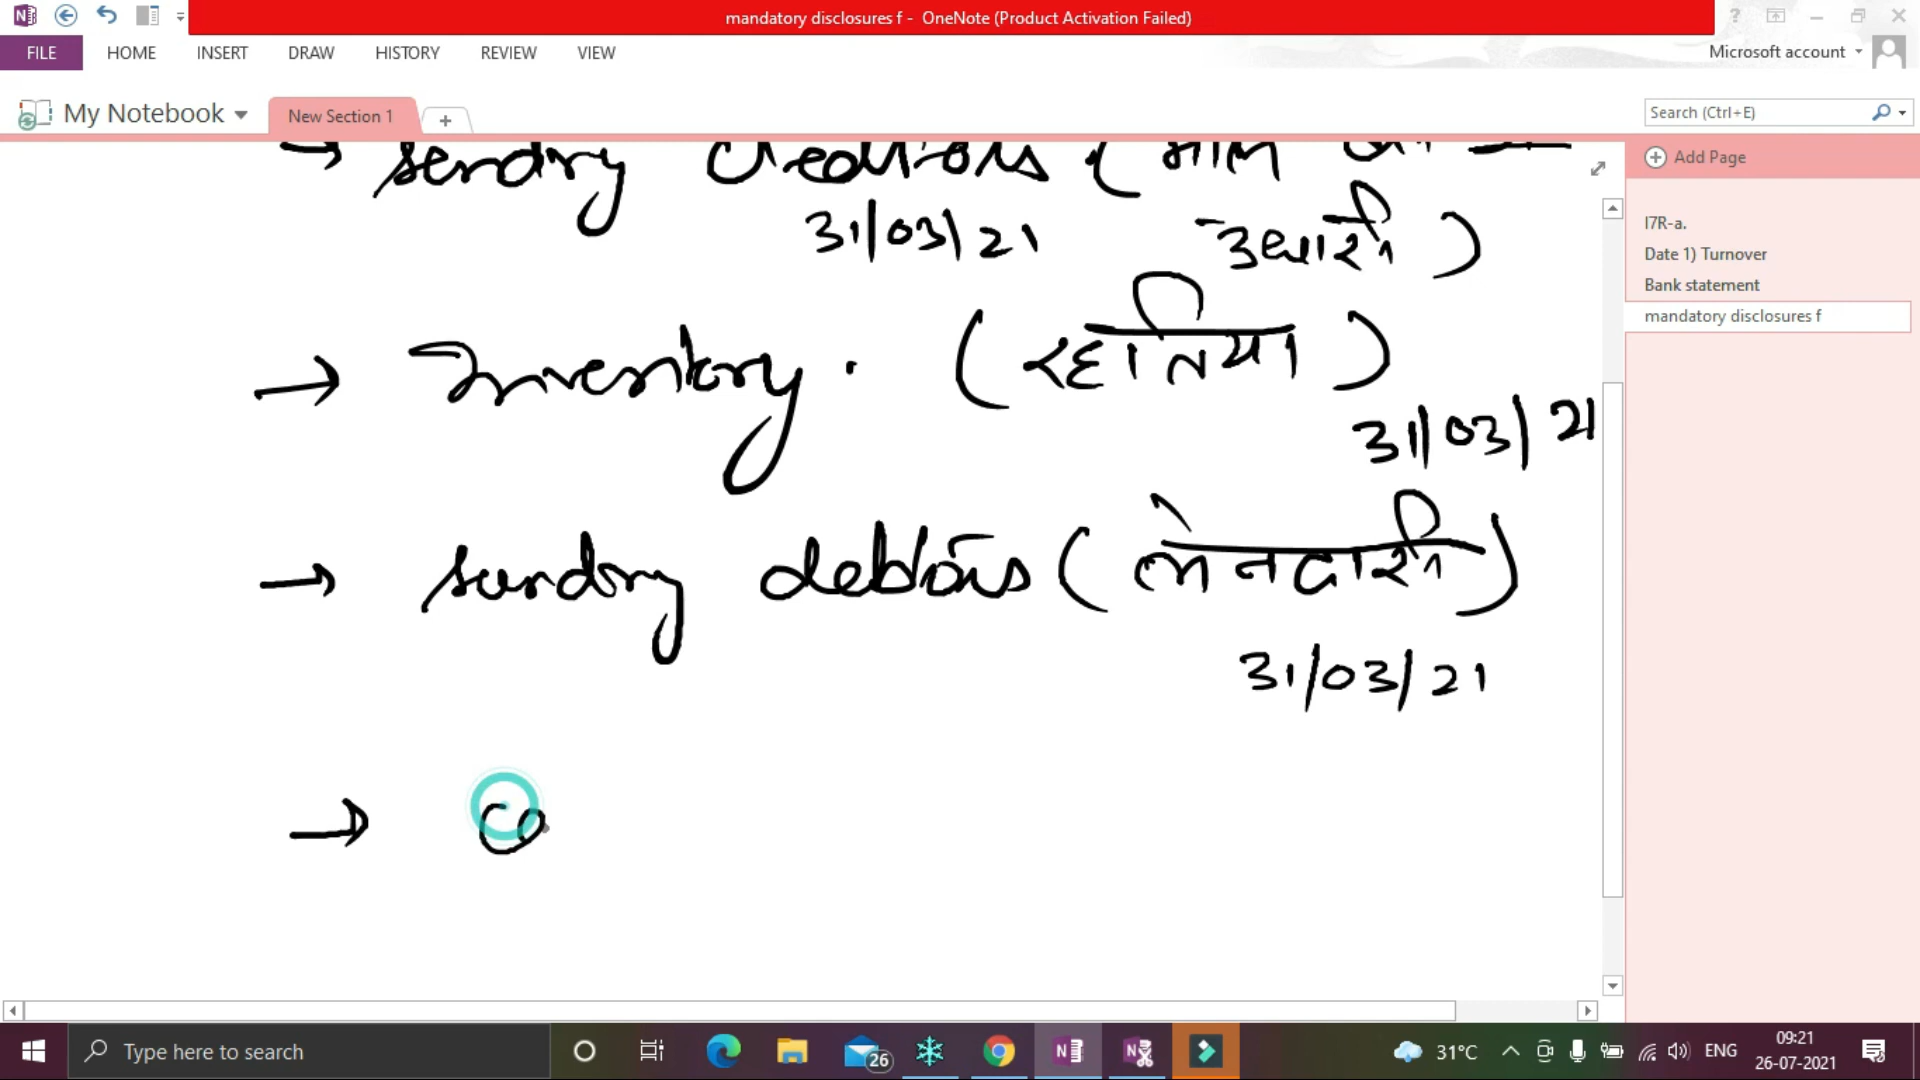 mandatory disclosures f - OneNote (Product Activation Failed)
FILE HOME INSERT DRAW HISTORY REVIEW VIEW
Microsoft account
My Notebook
New Section 1
Search (Ctrl+E)
Add Page
I7R-a.
Date 1) Turnover
Bank statement
mandatory disclosures f
→ sendry creditors ( माल
31/03/21 उधारी )
→ Inventory . ( रहतिया )
31/03/21
→ sundry debtors ( लेनदारी )
31/03/21
→ Co
Type here to search
26
31°C
ENG
09:21
26-07-2021